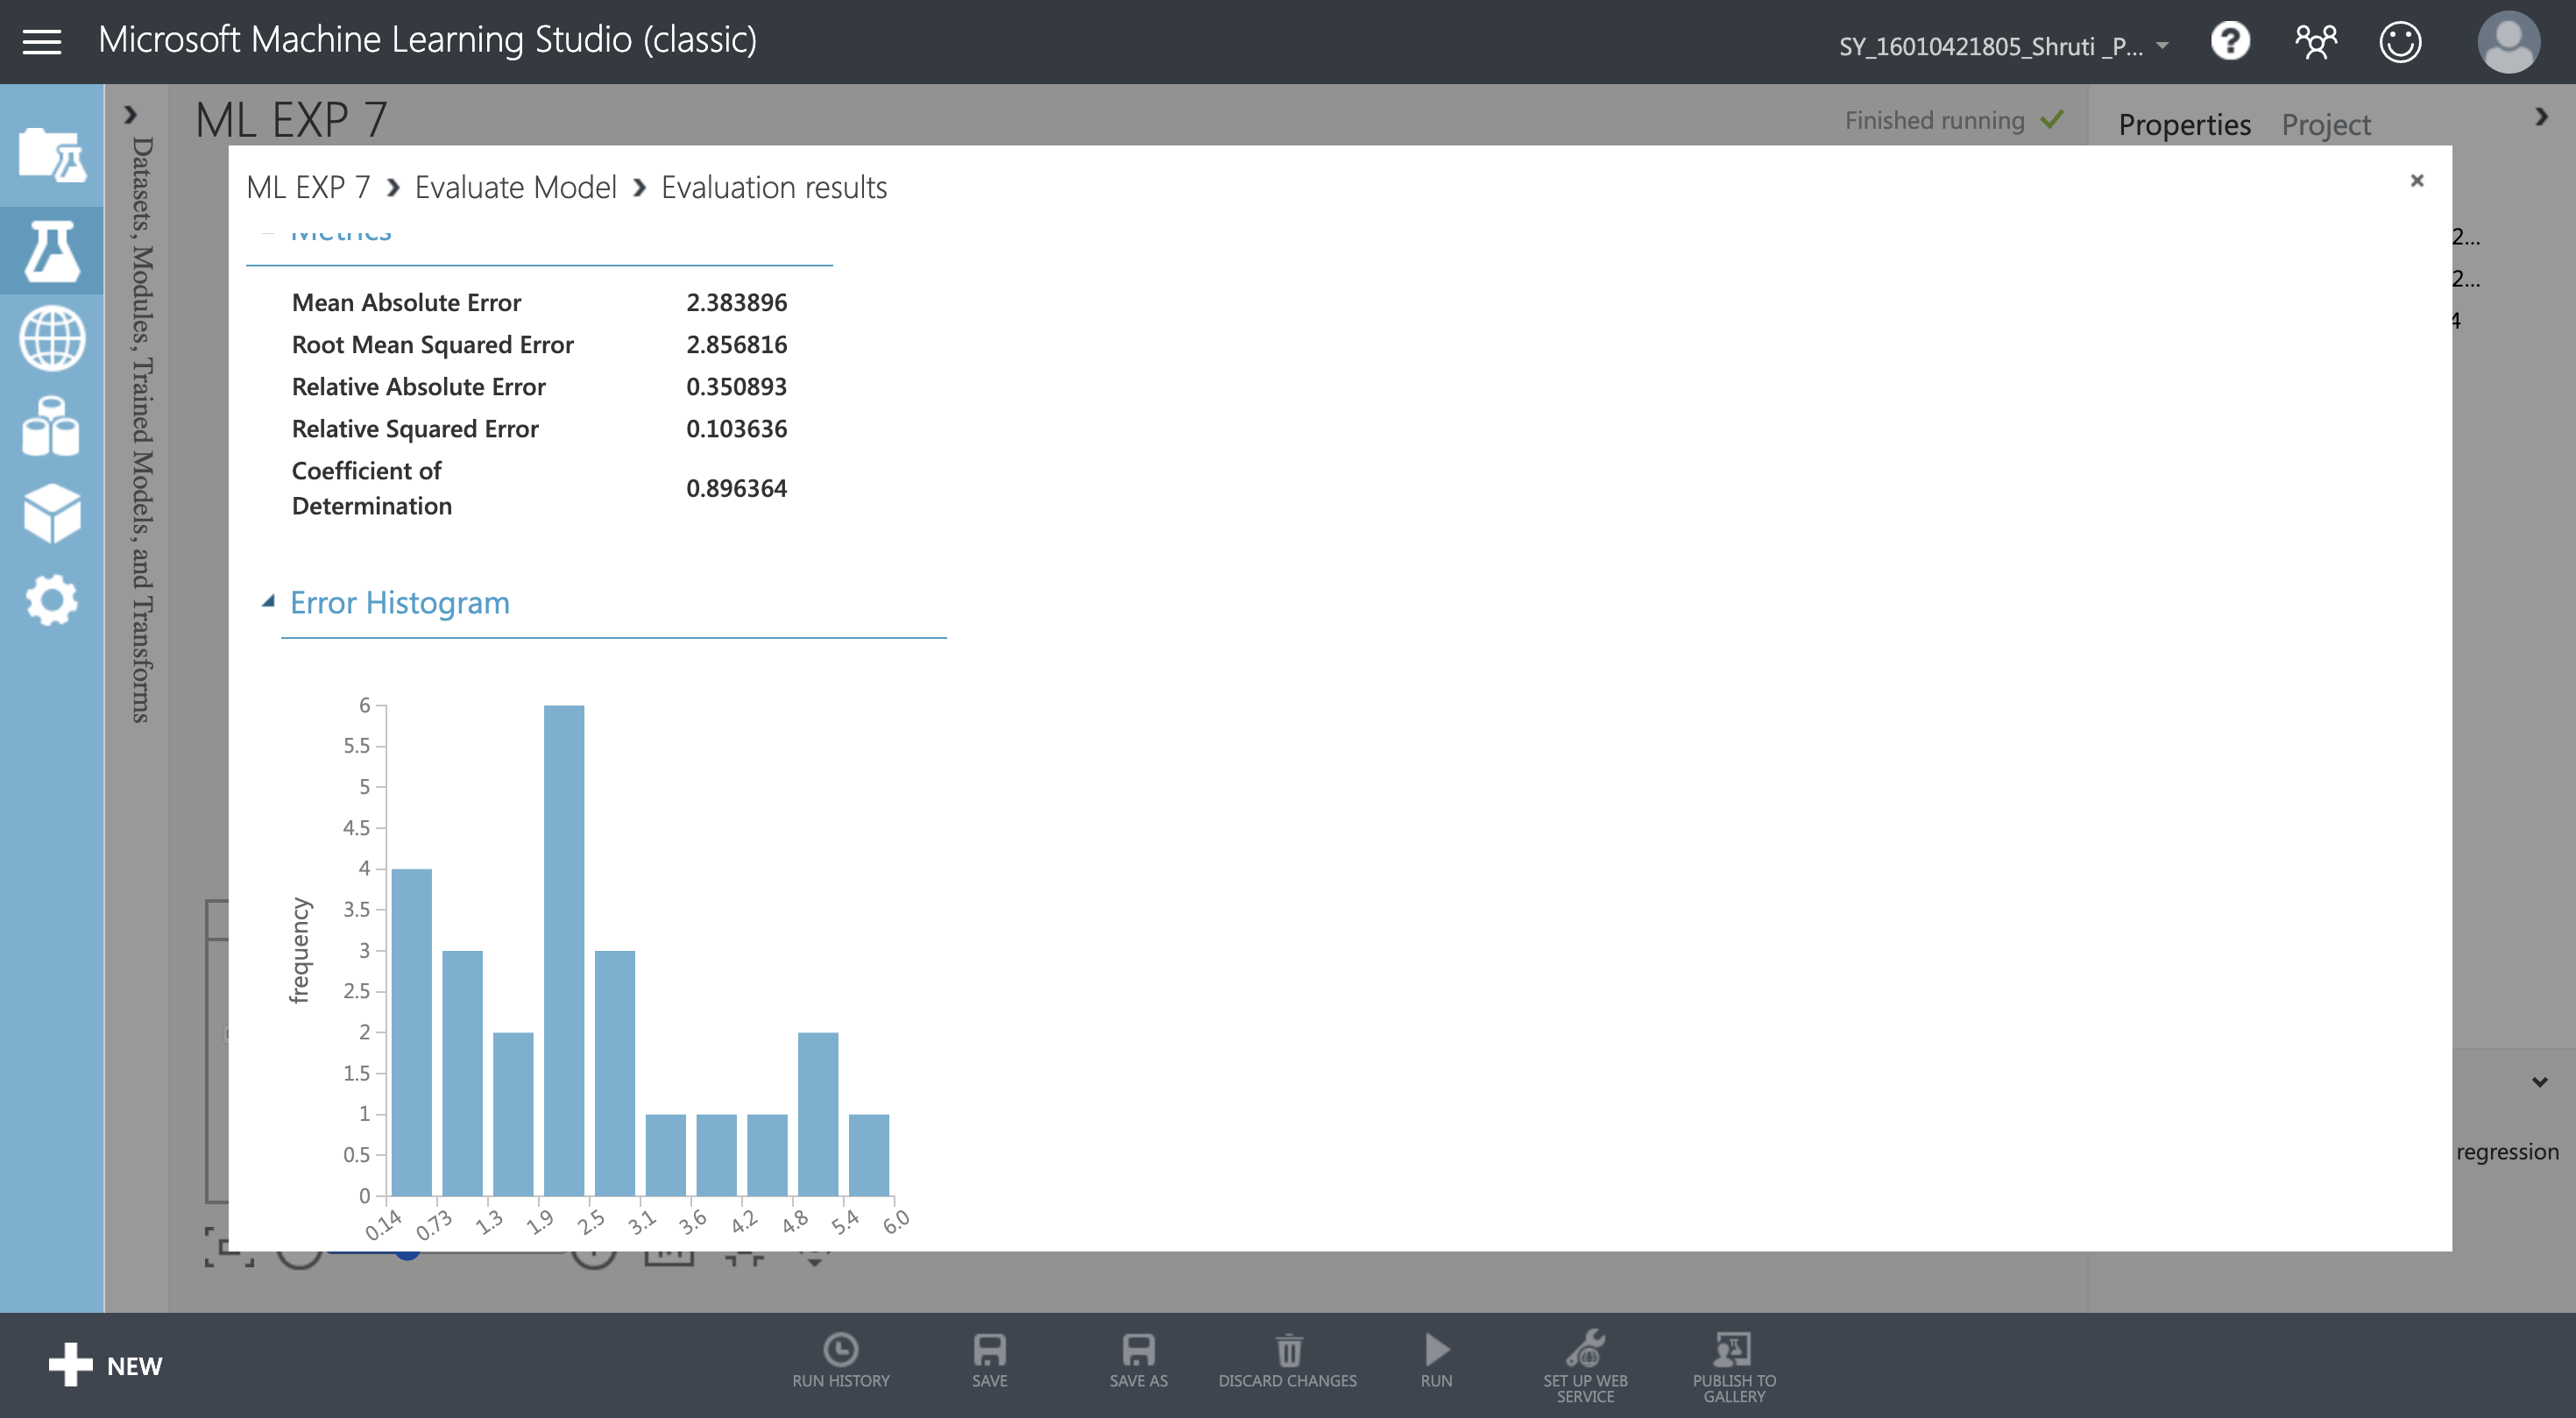 Microsoft Machine Learning Studio (classic)
SY_16010421805_Shruti _P...
ML EXP 7
Finished running
Properties
Project
Datasets, Modules, Trained Models, and Transforms
ML EXP 7 › Evaluate Model › Evaluation results
Metrics
2...
2...
4
Mean Absolute Error 2.383896
Root Mean Squared Error 2.856816
Relative Absolute Error 0.350893
Relative Squared Error 0.103636
Coefficient of
Determination 0.896364
Error Histogram
6
5.5
5
4.5
4
3.5
3
2.5
2
1.5
1
0.5
0
frequency
0.14 0.73 1.3 1.9 2.5 3.1 3.6 4.2 4.8 5.4 6.0
regression
NEW
RUN HISTORY
SAVE
SAVE AS
DISCARD CHANGES
RUN
SET UP WEB
SERVICE
PUBLISH TO
GALLERY